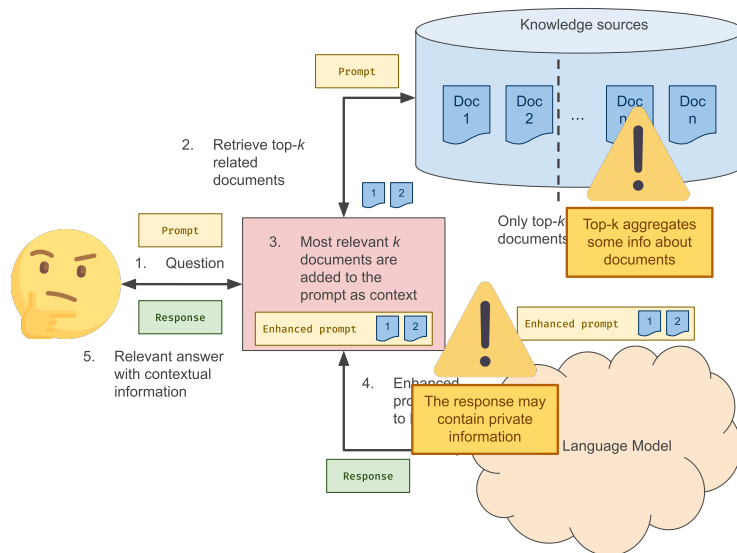 Knowledge sources
Prompt
Doc
1
Doc
2
...
Doc
n
Doc
n
2. Retrieve top-k
related
documents
1 2
Only top-k
documents
Top-k aggregates
some info about
documents
Prompt
1. Question
Response
5. Relevant answer
with contextual
information
3. Most relevant k
documents are
added to the
prompt as context
Enhanced prompt 1 2
Enhanced prompt 1 2
4. Enhanced
to
The response may
contain private
information
Language Model
Response